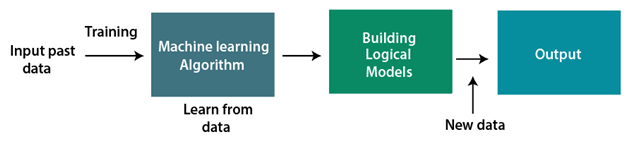 Input past
data
Training
Machine learning
Algorithm
Learn from
data
Building
Logical
Models
New data
Output